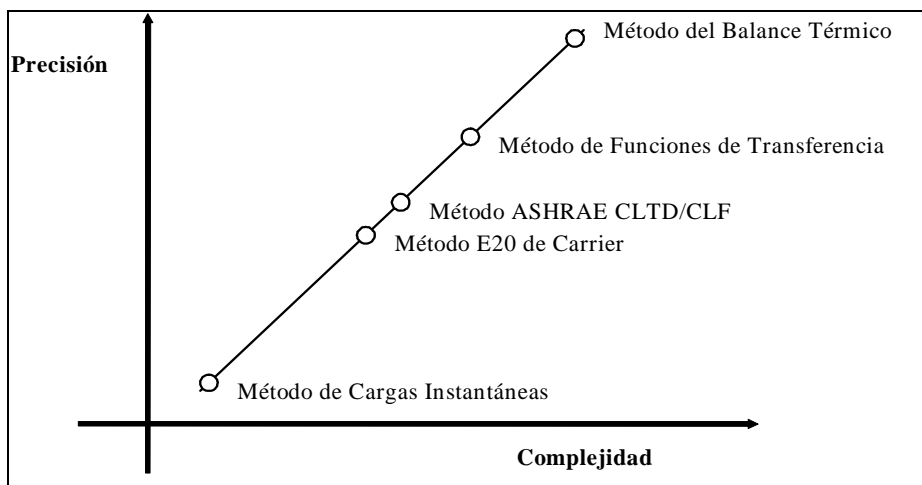 Método del Balance Térmico
Precisión
Método de Funciones de Transferencia
Método ASHRAE CLTD/CLF
Método E20 de Carrier
Método de Cargas Instantáneas
Complejidad